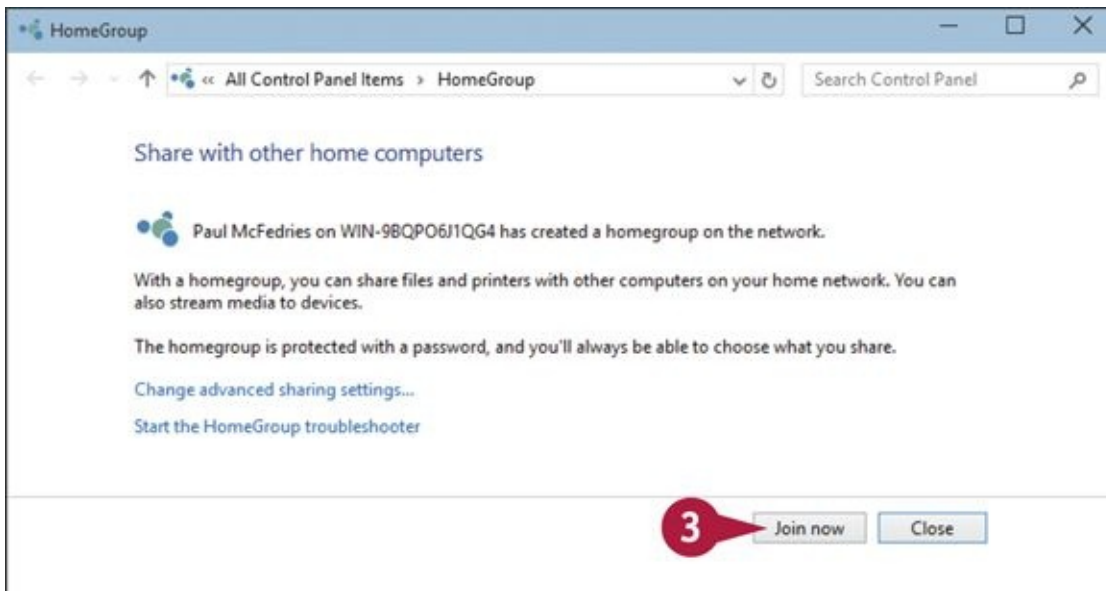 HomeGroup
« All Control Panel Items > HomeGroup
Search Control Panel
Share with other home computers
Paul McFedries on WIN-9BQPO6J1QG4 has created a homegroup on the network.
With a homegroup, you can share files and printers with other computers on your home network. You can
also stream media to devices.
The homegroup is protected with a password, and you'll always be able to choose what you share.
Change advanced sharing settings...
Start the HomeGroup troubleshooter
3
Join now
Close